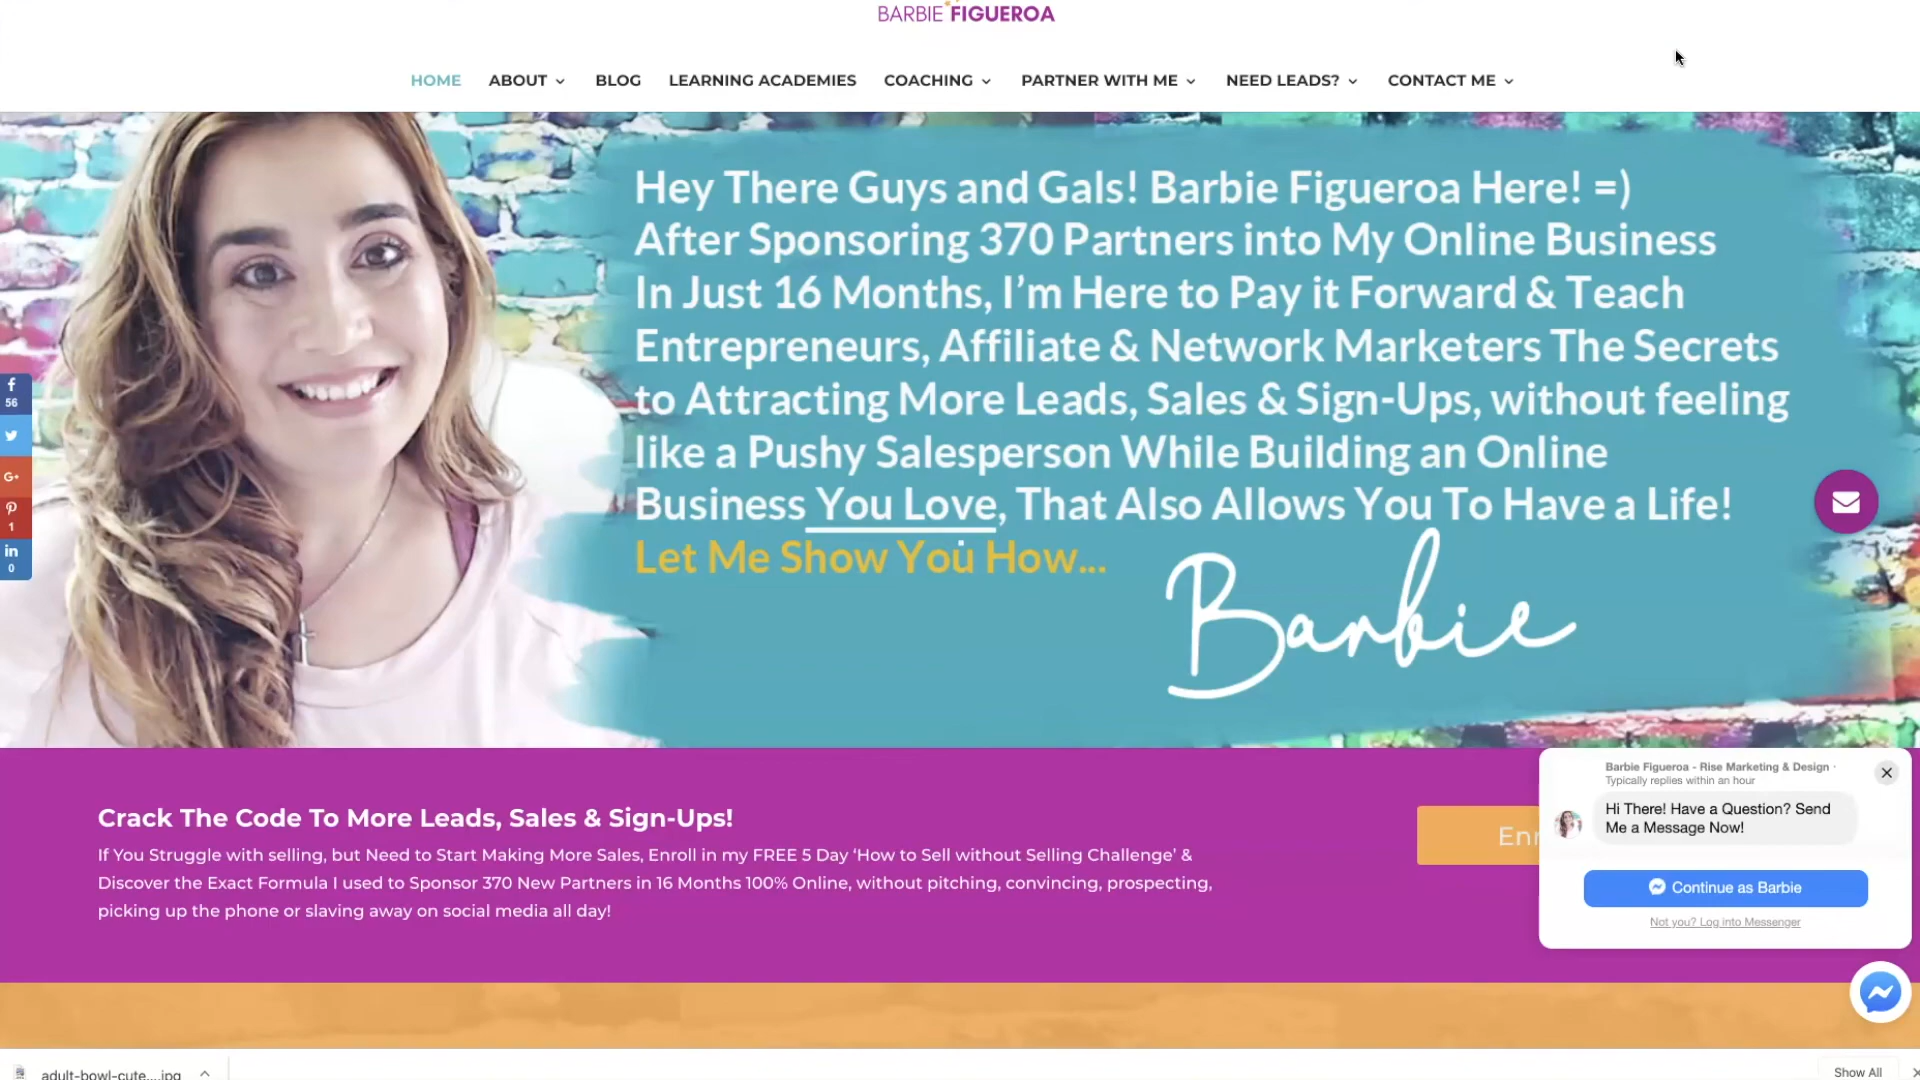 BARBIE FIGUEROA
HOME ABOUT BLOG LEARNING ACADEMIES COACHING PARTNER WITH ME NEED LEADS? CONTACT ME
Hey There Guys and Gals! Barbie Figueroa Here! =)
After Sponsoring 370 Partners into My Online Business
In Just 16 Months, I'm Here to Pay it Forward & Teach
Entrepreneurs, Affiliate & Network Marketers The Secrets
to Attracting More Leads, Sales & Sign-Ups, without feeling
like a Pushy Salesperson While Building an Online
Business You Love, That Also Allows You To Have a Life!
Let Me Show You How...
Barbie
56
G+
1
in
0
Crack The Code To More Leads, Sales & Sign-Ups!
If You Struggle with selling, but Need to Start Making More Sales, Enroll in my FREE 5 Day ‘How to Sell without Selling Challenge’ &
Discover the Exact Formula I used to Sponsor 370 New Partners in 16 Months 100% Online, without pitching, convincing, prospecting,
picking up the phone or slaving away on social media all day!
Barbie Figueroa - Rise Marketing & Design ·
Typically replies within an hour
Hi There! Have a Question? Send
Me a Message Now!
Continue as Barbie
Not you? Log into Messenger
adult-bowl-cute....jpg
Show All